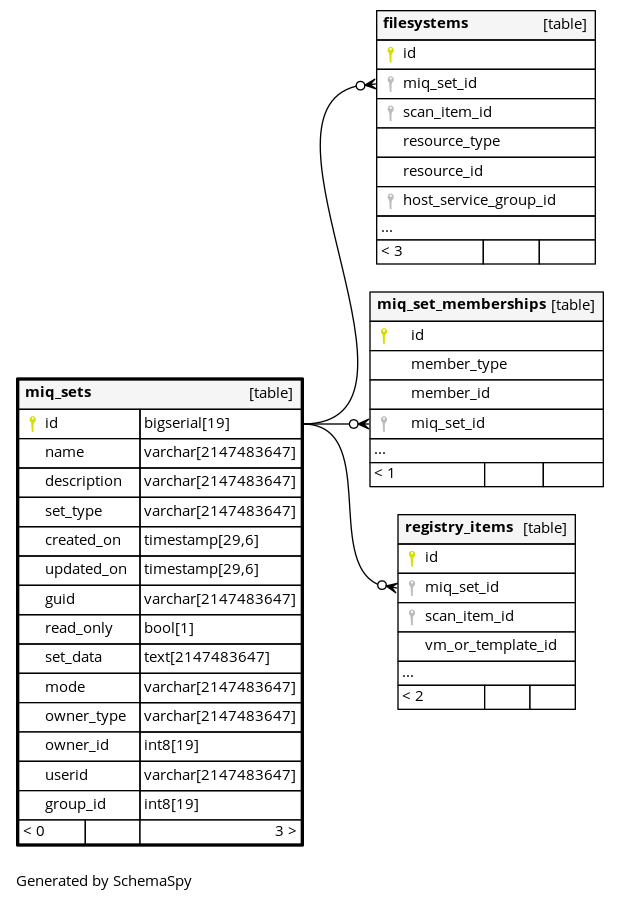 filesystems [table]
id
miq_set_id
scan_item_id
resource_type
resource_id
host_service_group_id
...
< 3
miq_set_memberships [table]
id
member_type
member_id
miq_set_id
...
< 1
miq_sets [table]
id bigserial[19]
name varchar[2147483647]
description varchar[2147483647]
set_type varchar[2147483647]
created_on timestamp[29,6]
updated_on timestamp[29,6]
guid varchar[2147483647]
read_only bool[1]
set_data text[2147483647]
mode varchar[2147483647]
owner_type varchar[2147483647]
owner_id int8[19]
userid varchar[2147483647]
group_id int8[19]
< 0 3 >
registry_items [table]
id
miq_set_id
scan_item_id
vm_or_template_id
...
< 2
Generated by SchemaSpy